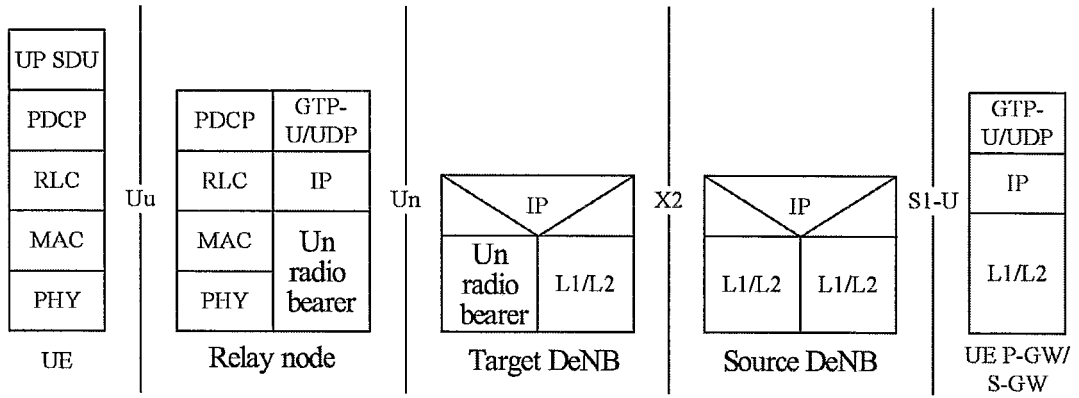 UP SDU
PDCP
RLC
MAC
PHY
UE
Uu
PDCP
RLC
MAC
PHY
GTP-
U/UDP
IP
Un
radio
bearer
Relay node
Un
IP
Un
radio
bearer
L1/L2
Target DeNB
X2
IP
L1/L2
L1/L2
Source DeNB
S1-U
GTP-
U/UDP
IP
L1/L2
UE P-GW/
S-GW